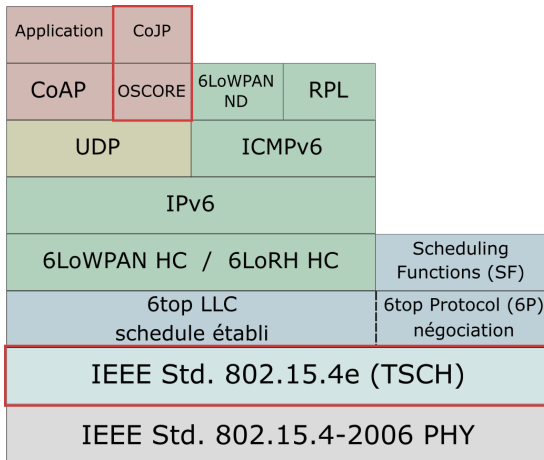 Application
CoJP
CoAP
OSCORE
6LoWPAN
ND
RPL
UDP
ICMPv6
IPv6
6LoWPAN HC / 6LoRH HC
Scheduling
Functions (SF)
6top LLC
schedule établi
6top Protocol (6P)
négociation
IEEE Std. 802.15.4e (TSCH)
IEEE Std. 802.15.4-2006 PHY